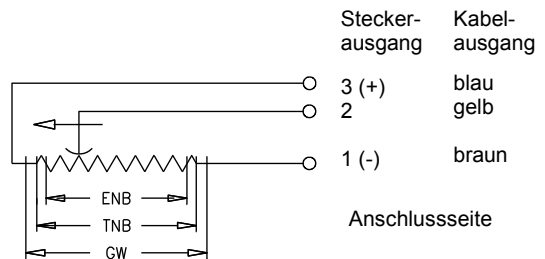 Stecker-
ausgang
Kabel-
ausgang
3 (+) blau
2 gelb
1 (-) braun
ENB
TNB
GW
Anschlussseite